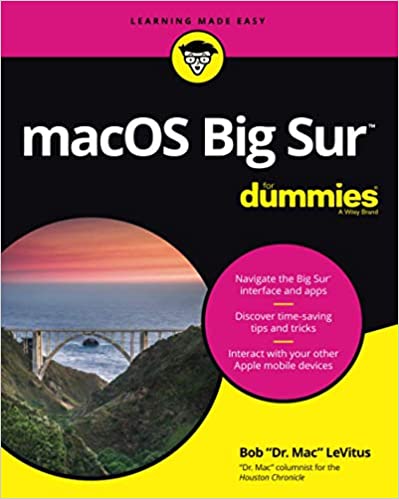 LEARNING MADE EASY
macOS Big Sur™
for
dummies®
A Wiley Brand
Navigate the Big Sur™
interface and apps
Discover time-saving
tips and tricks
Interact with your other
Apple mobile devices
Bob “Dr. Mac” LeVitus
“Dr. Mac” columnist for the
Houston Chronicle